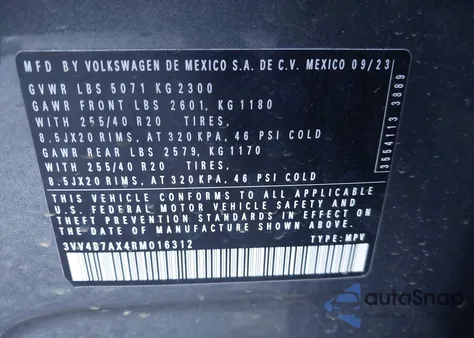 MFD BY VOLKSWAGEN DE MEXICO S.A. DE C.V. MEXICO 09/23
GVWR LBS 5071 KG 2300
GAWR FRONT LBS 2601, KG 1180
WITH 255/40 R20 TIRES,
8.5JX20 RIMS, AT 320 KPA, 46 PSI COLD
GAWR REAR LBS 2579, KG 1170
WITH 255/40 R20 TIRES,
8.5JX20 RIMS, AT 320 KPA, 46 PSI COLD
THIS VEHICLE CONFORMS TO ALL APPLICABLE
U.S. FEDERAL MOTOR VEHICLE SAFETY AND
THEFT PREVENTION STANDARDS IN EFFECT ON
THE DATE OF MANUFACTURE SHOWN ABOVE
3VV4B7AX4RM016312 TYPE: MPV
3554113 3889
autoSnap